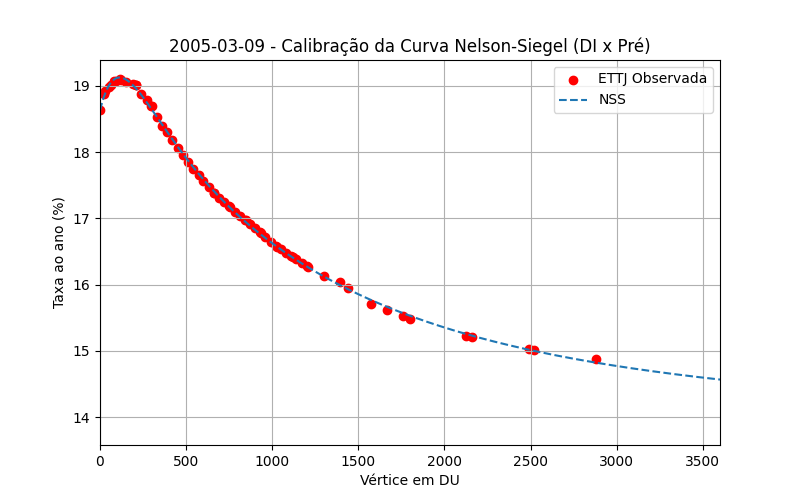 2005-03-09 - Calibração da Curva Nelson-Siegel (DI x Pré)
ETTJ Observada
NSS
Taxa ao ano (%)
19
18
17
16
15
14
0 500 1000 1500 2000 2500 3000 3500
Vértice em DU